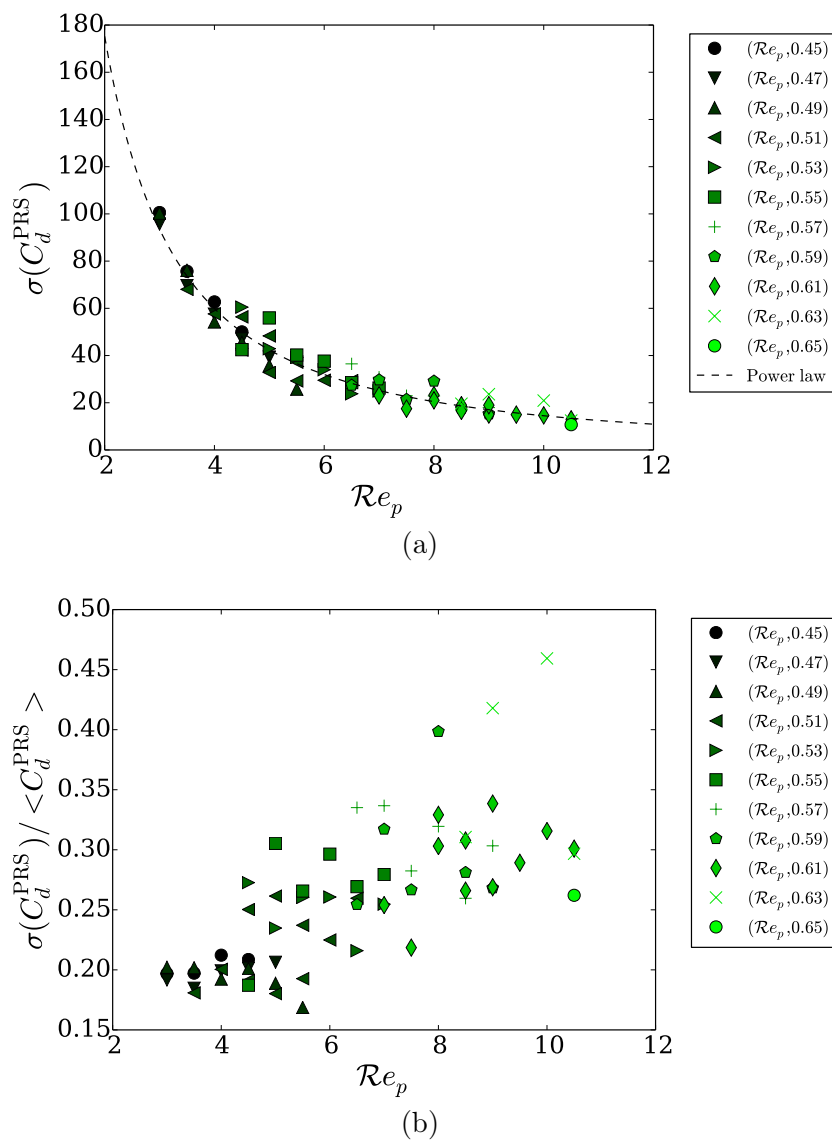 180
160
140
120
100
80
60
40
20
0
2 4 6 8 10 12
σ(C_d^PRS)
Re_p
(Re_p,0.45)
(Re_p,0.47)
(Re_p,0.49)
(Re_p,0.51)
(Re_p,0.53)
(Re_p,0.55)
(Re_p,0.57)
(Re_p,0.59)
(Re_p,0.61)
(Re_p,0.63)
(Re_p,0.65)
Power law
(a)
0.50
0.45
0.40
0.35
0.30
0.25
0.20
0.15
2 4 6 8 10 12
σ(C_d^PRS)/<C_d^PRS>
Re_p
(Re_p,0.45)
(Re_p,0.47)
(Re_p,0.49)
(Re_p,0.51)
(Re_p,0.53)
(Re_p,0.55)
(Re_p,0.57)
(Re_p,0.59)
(Re_p,0.61)
(Re_p,0.63)
(Re_p,0.65)
(b)